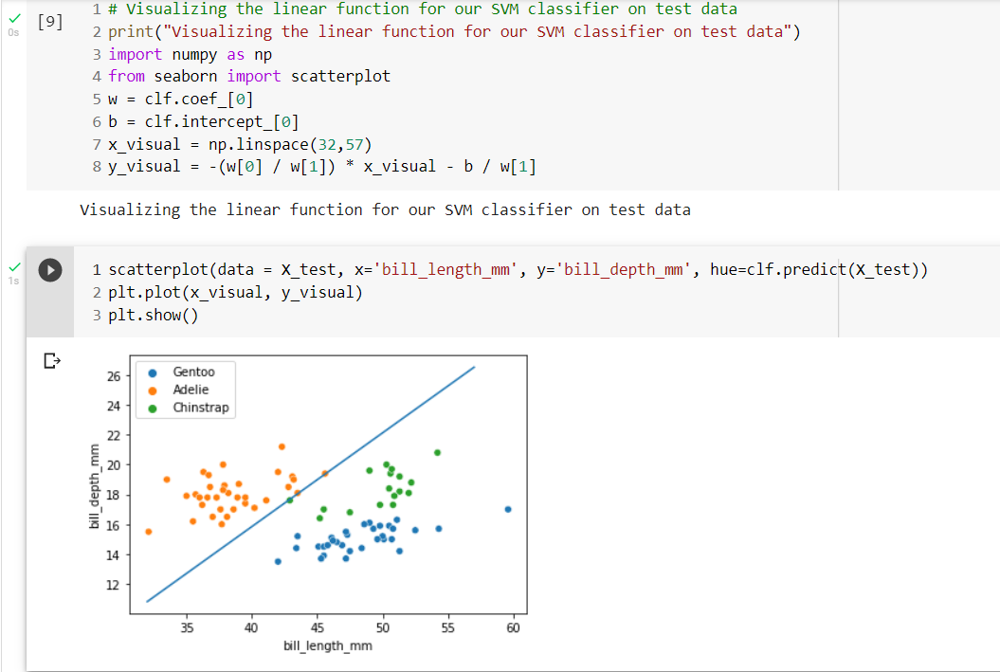 0s
[9]
1 # Visualizing the linear function for our SVM classifier on test data
2 print("Visualizing the linear function for our SVM classifier on test data")
3 import numpy as np
4 from seaborn import scatterplot
5 w = clf.coef_[0]
6 b = clf.intercept_[0]
7 x_visual = np.linspace(32,57)
8 y_visual = -(w[0] / w[1]) * x_visual - b / w[1]
Visualizing the linear function for our SVM classifier on test data
1s
1 scatterplot(data = X_test, x='bill_length_mm', y='bill_depth_mm', hue=clf.predict(X_test))
2 plt.plot(x_visual, y_visual)
3 plt.show()
Gentoo
Adelie
Chinstrap
26
24
22
20
18
16
14
12
bill_depth_mm
35 40 45 50 55 60
bill_length_mm